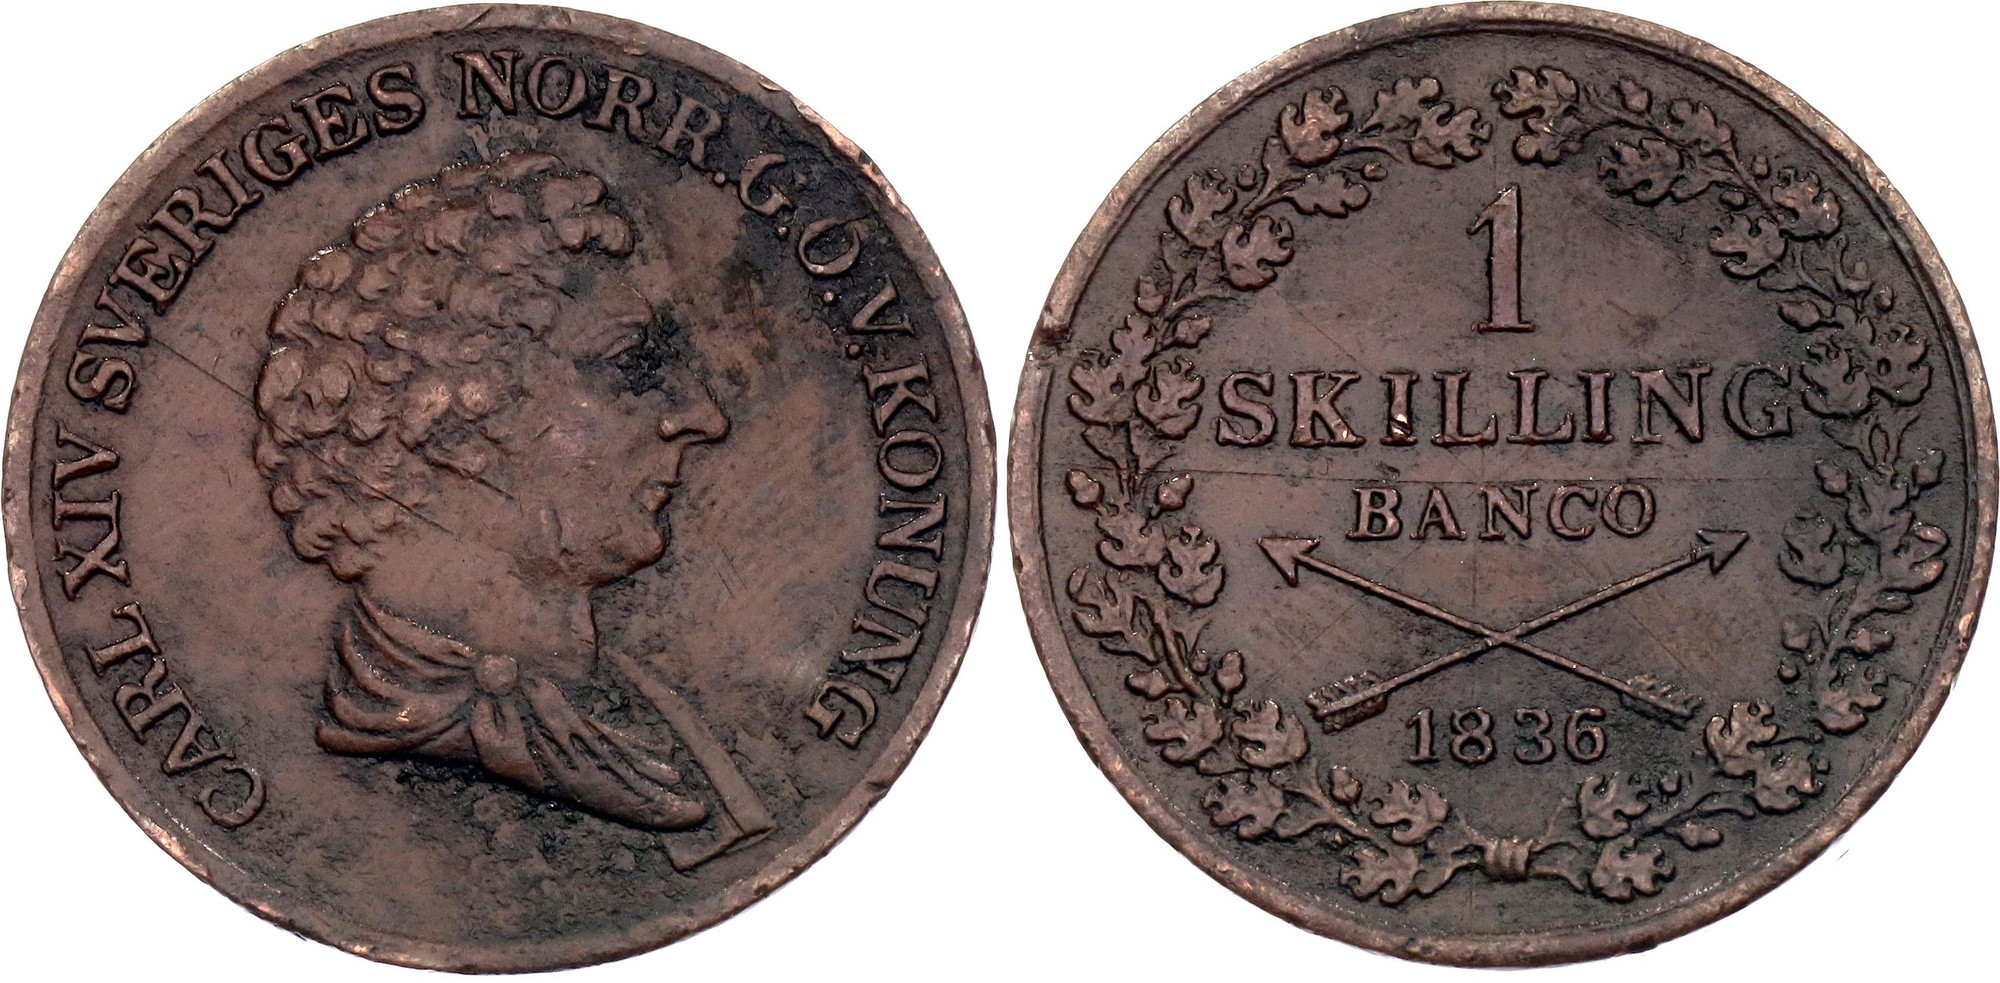 CARL XIV SVERIGES NORR. G. O. V. KONUNG
1
SKILLING
BANCO
1836